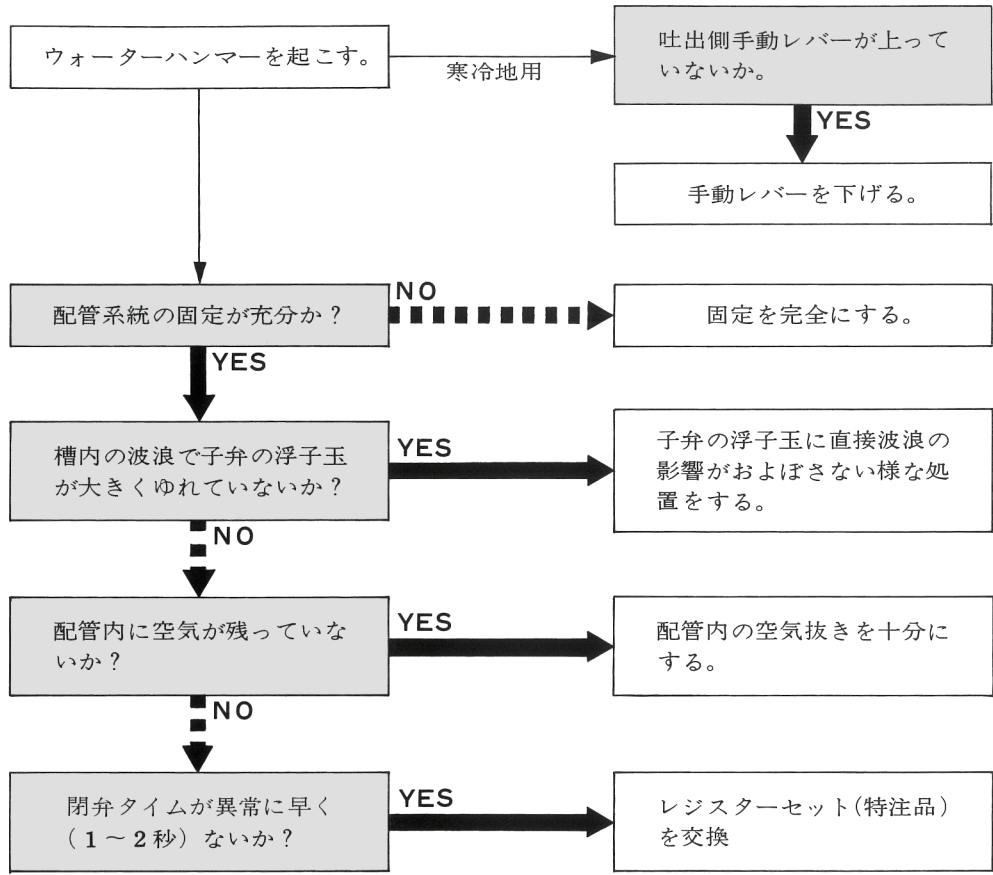 ウォーターハンマーを起こす。
寒冷地用
吐出側手動レバーが上って
いないか。
YES
手動レバーを下げる。
配管系統の固定が充分か？
NO
固定を完全にする。
YES
槽内の波浪で子弁の浮子玉
が大きくゆれていないか？
YES
子弁の浮子玉に直接波浪の
影響がおよぼさない様な処
置をする。
NO
配管内に空気が残っていな
いか？
YES
配管内の空気抜きを十分に
する。
NO
閉弁タイムが異常に早く
（1～2秒）ないか？
YES
レジスターセット(特注品)
を交換